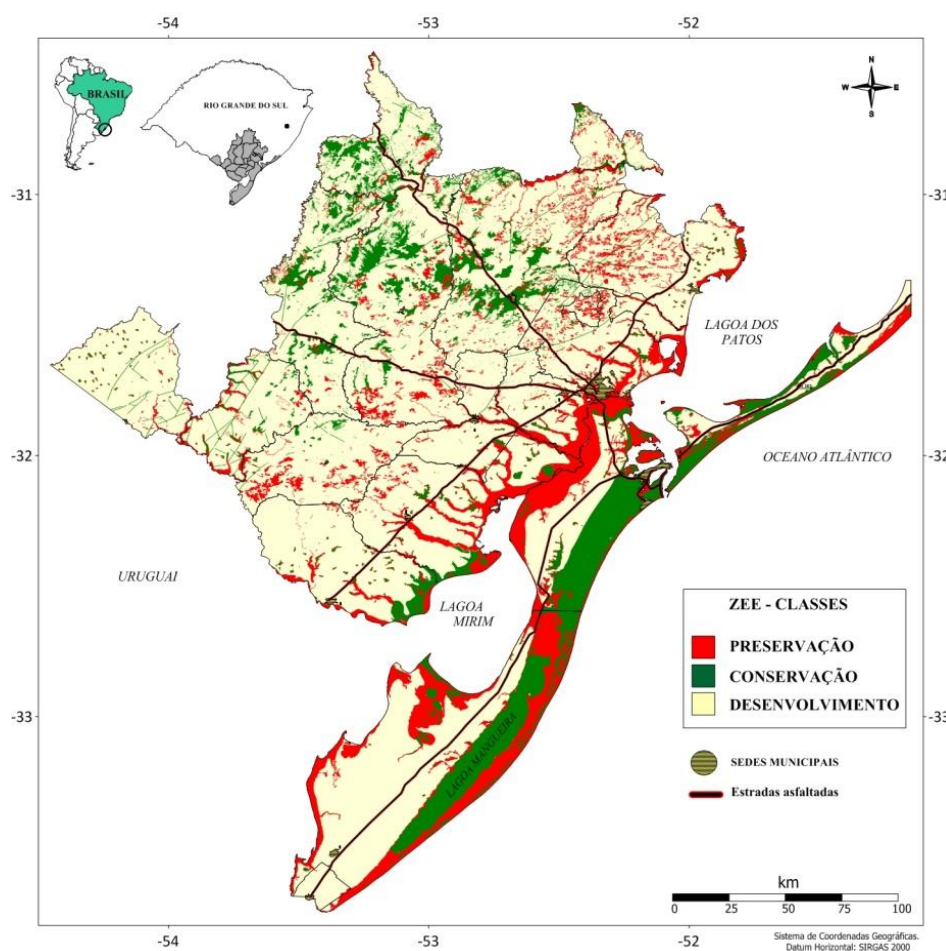 -54
-53
-52
BRASIL
RIO GRANDE DO SUL
N
W
E
S
-31
-31
LAGOA DOS
PATOS
-32
-32
OCEANO ATLÂNTICO
URUGUAI
LAGOA
MIRIM
ZEE - CLASSES
PRESERVAÇÃO
CONSERVAÇÃO
DESENVOLVIMENTO
-33
-33
LAGOA MANGUEIRA
SEDES MUNICIPAIS
Estradas asfaltadas
km
0 25 50 75 100
-54
-53
-52
Sistema de Coordenadas Geográficas.
Datum Horizontal: SIRGAS 2000